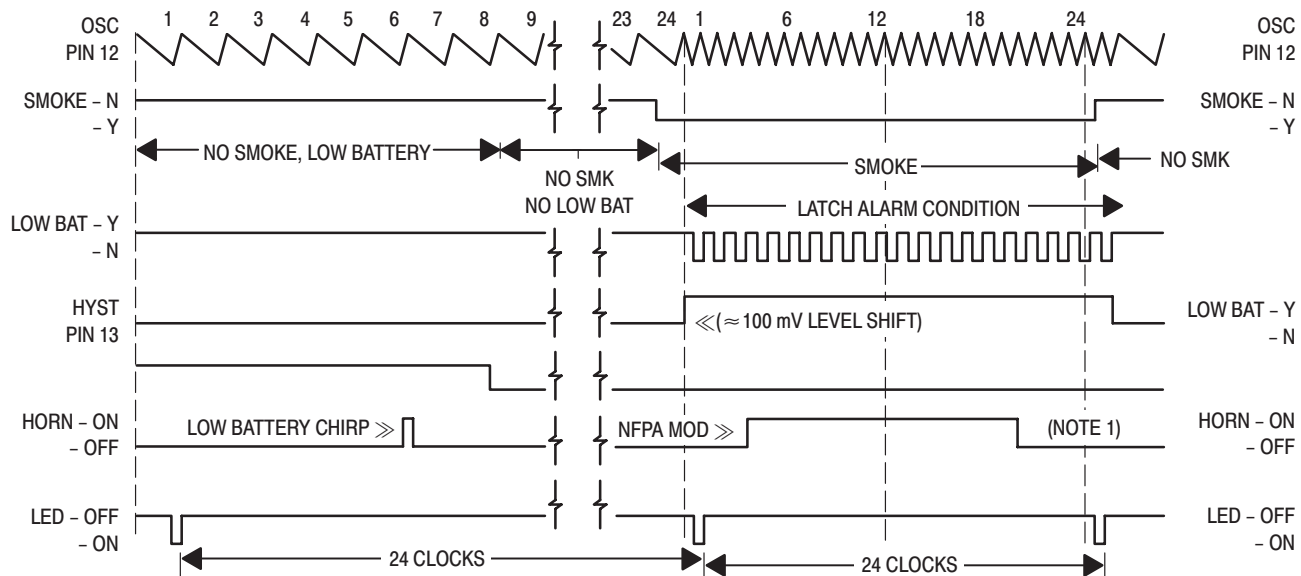 OSC
PIN 12
1 2 3 4 5 6 7 8 9 23 24 1 6 12 18 24
OSC
PIN 12
SMOKE – N
– Y
SMOKE – N
– Y
NO SMOKE, LOW BATTERY
NO SMK
NO LOW BAT
SMOKE
NO SMK
LATCH ALARM CONDITION
LOW BAT – Y
– N
HYST
PIN 13
≪(≈100 mV LEVEL SHIFT)
LOW BAT – Y
– N
HORN – ON
– OFF
LOW BATTERY CHIRP ≫
NFPA MOD ≫
(NOTE 1)
HORN – ON
– OFF
LED – OFF
– ON
24 CLOCKS
24 CLOCKS
LED – OFF
– ON